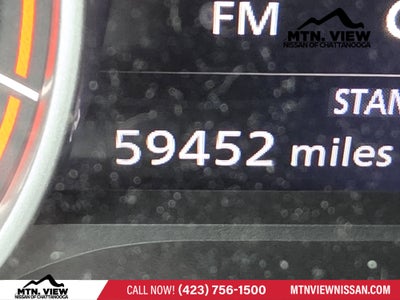 MTN. VIEW
NISSAN OF CHATTANOOGA
FM
STAN
59452 miles
MTN. VIEW
NISSAN OF CHATTANOOGA
CALL NOW! (423) 756-1500
MTNVIEWNISSAN.COM